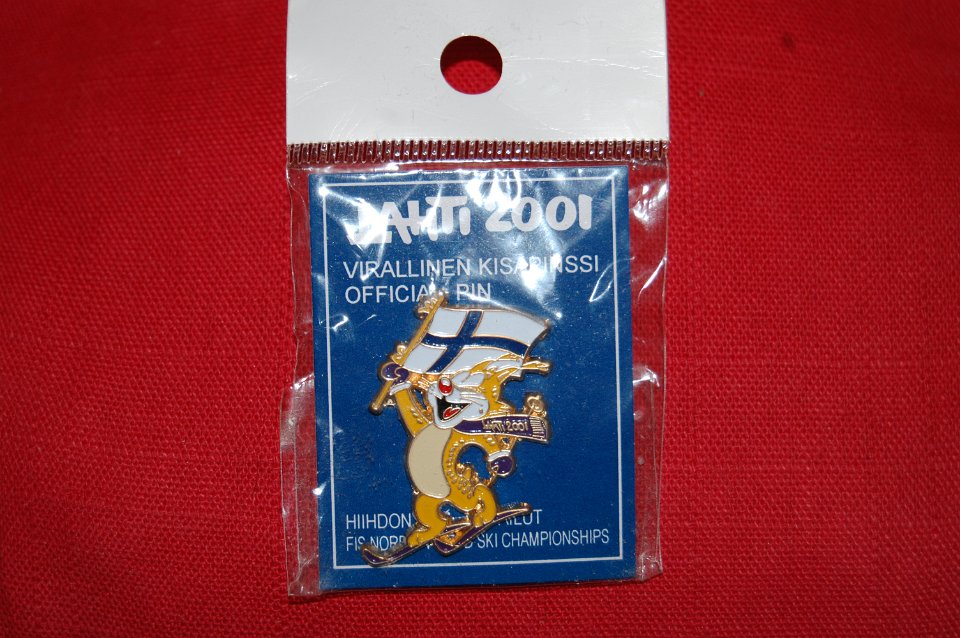 LAHTI 2001
VIRALLINEN KISAPINSSI
OFFICIAL PIN
LAHTI 2001
HIIHDON
FIS SKI CHAMPIONSHIPS